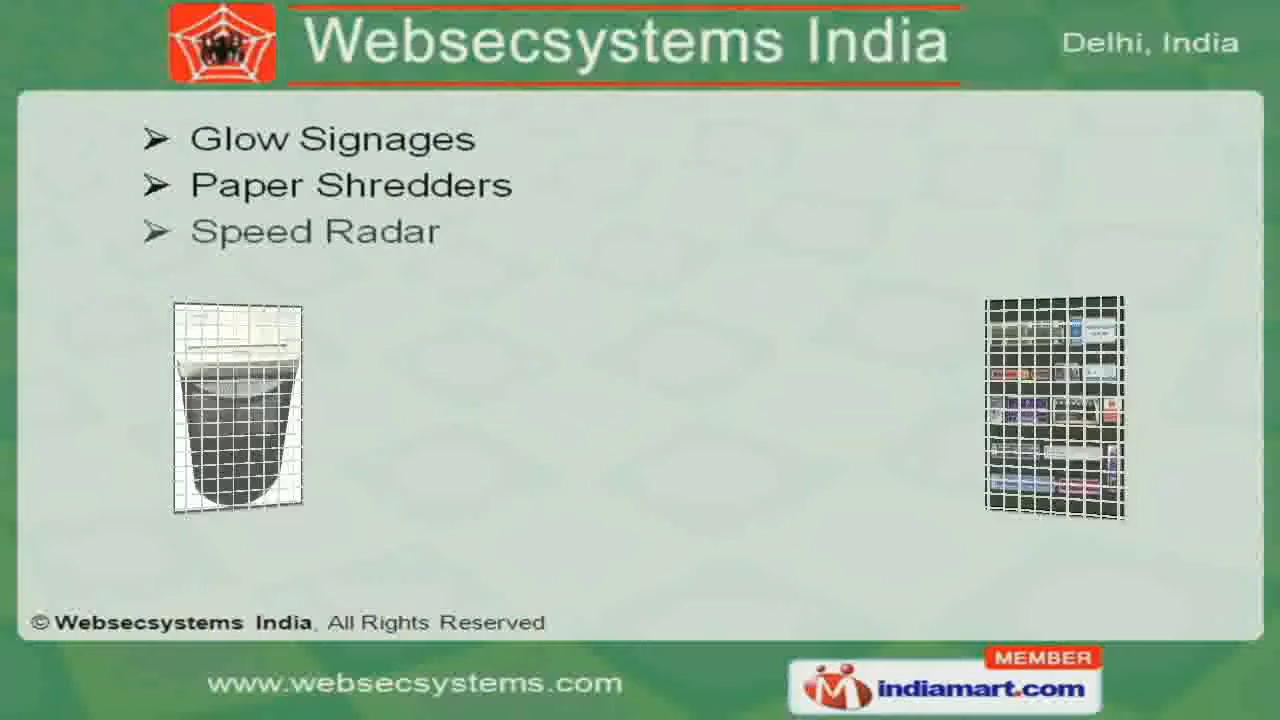 Websecsystems India
Delhi, India
➢ Glow Signages
➢ Paper Shredders
➢ Speed Radar
© Websecsystems India, All Rights Reserved
www.websecsystems.com
MEMBER
indiamart.com